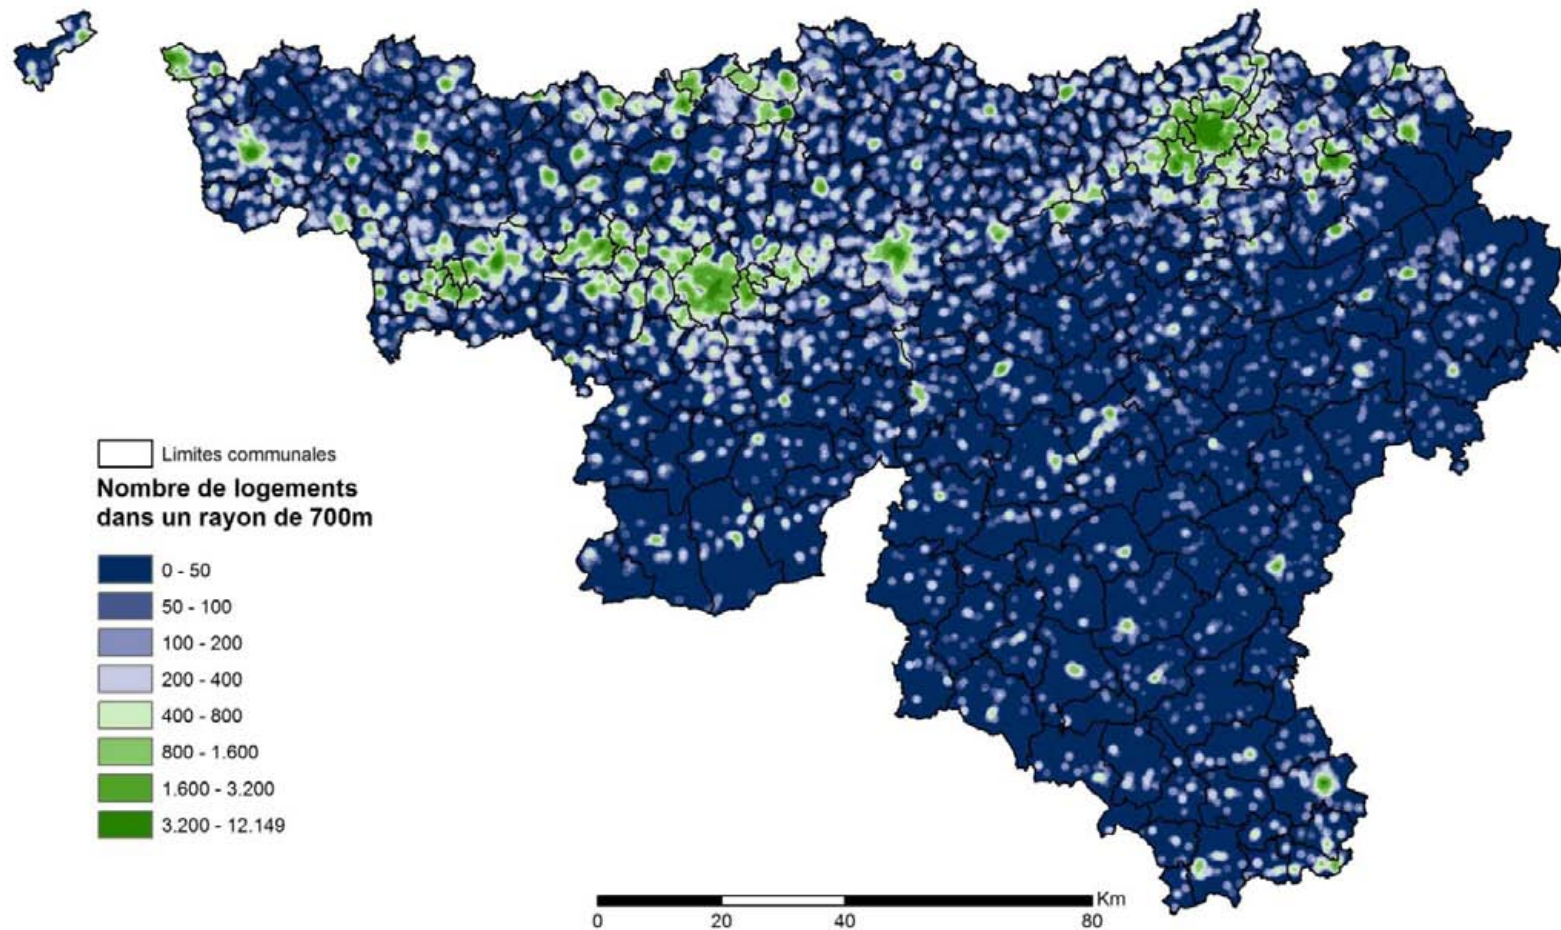 Limites communales
Nombre de logements
dans un rayon de 700m
0 - 50
50 - 100
100 - 200
200 - 400
400 - 800
800 - 1.600
1.600 - 3.200
3.200 - 12.149
Km
0 20 40 80